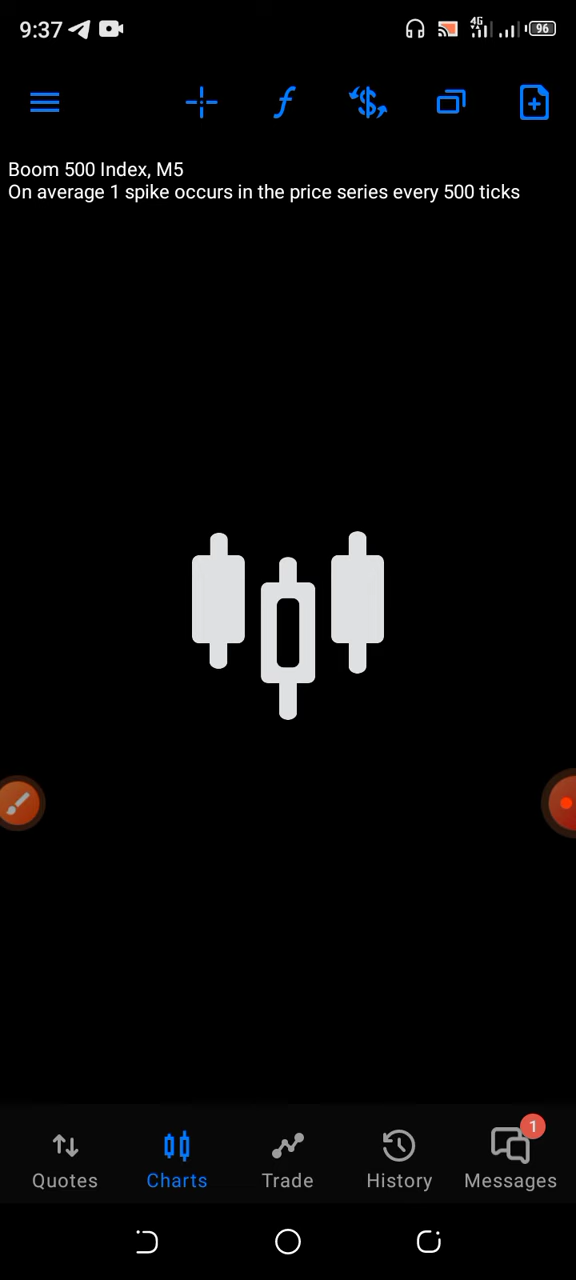 9:37
4G
96
Boom 500 Index, M5
On average 1 spike occurs in the price series every 500 ticks
Quotes
Charts
Trade
History
1
Messages